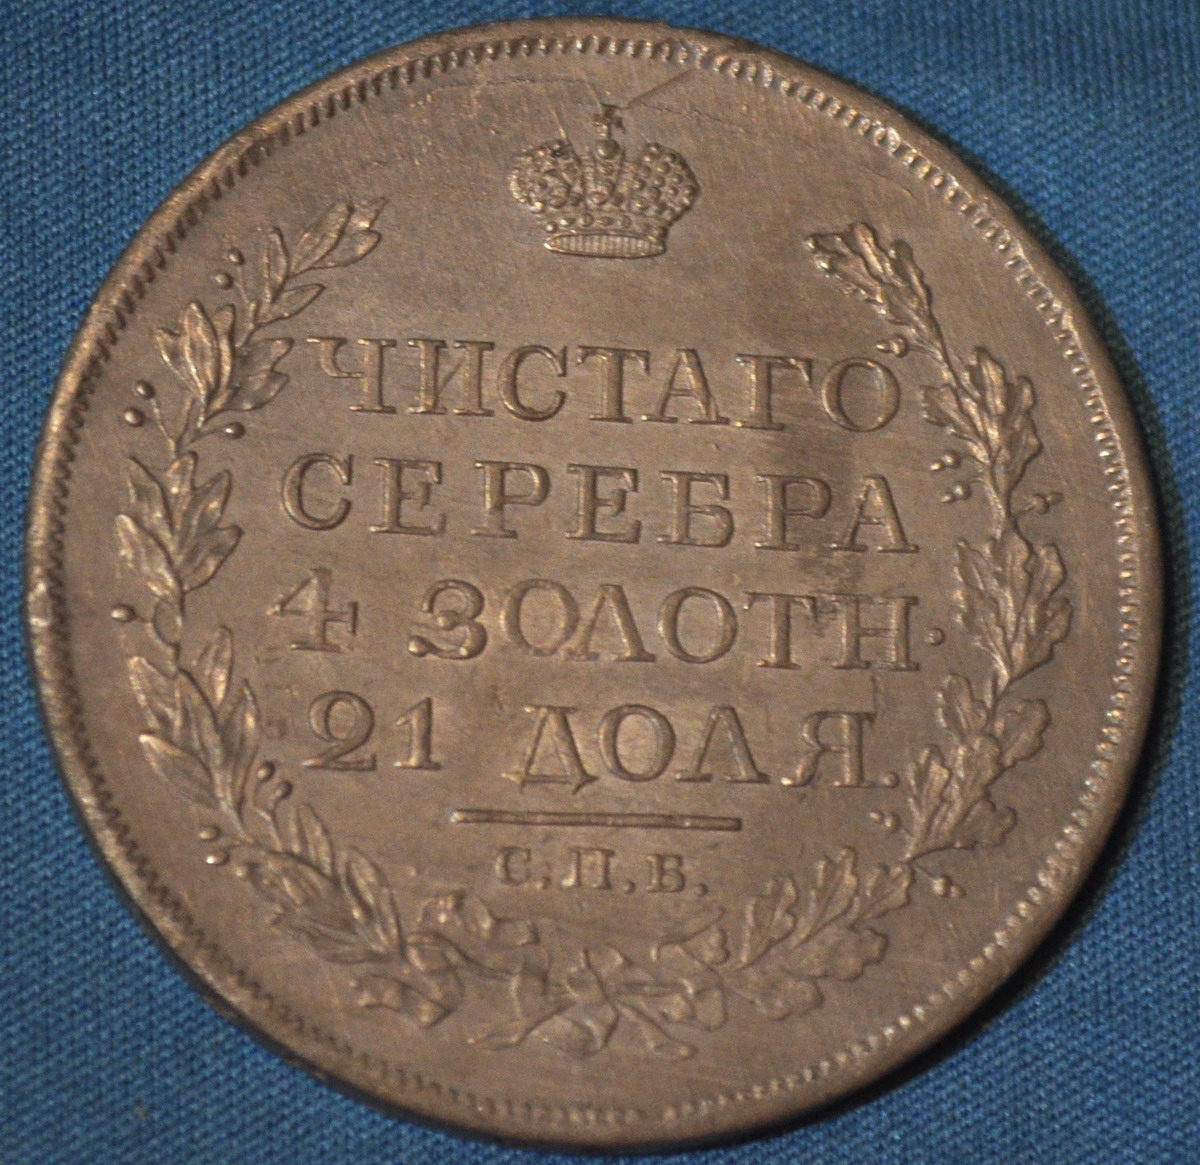 ЧИСТАГО
СЕРЕБРА
4 ЗОЛОТН.
21 ДОЛЯ.
С.П.Б.